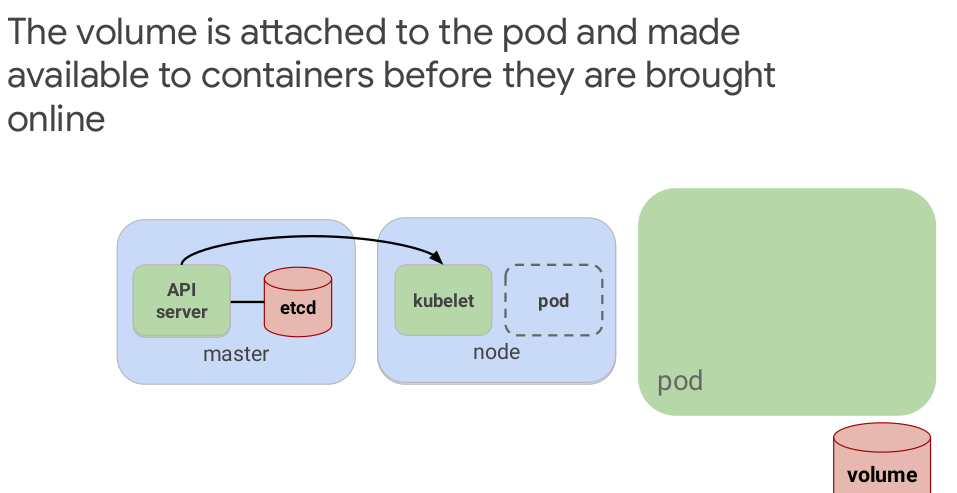 The volume is attached to the pod and made
available to containers before they are brought
online
API
server
etcd
master
kubelet
pod
node
pod
volume